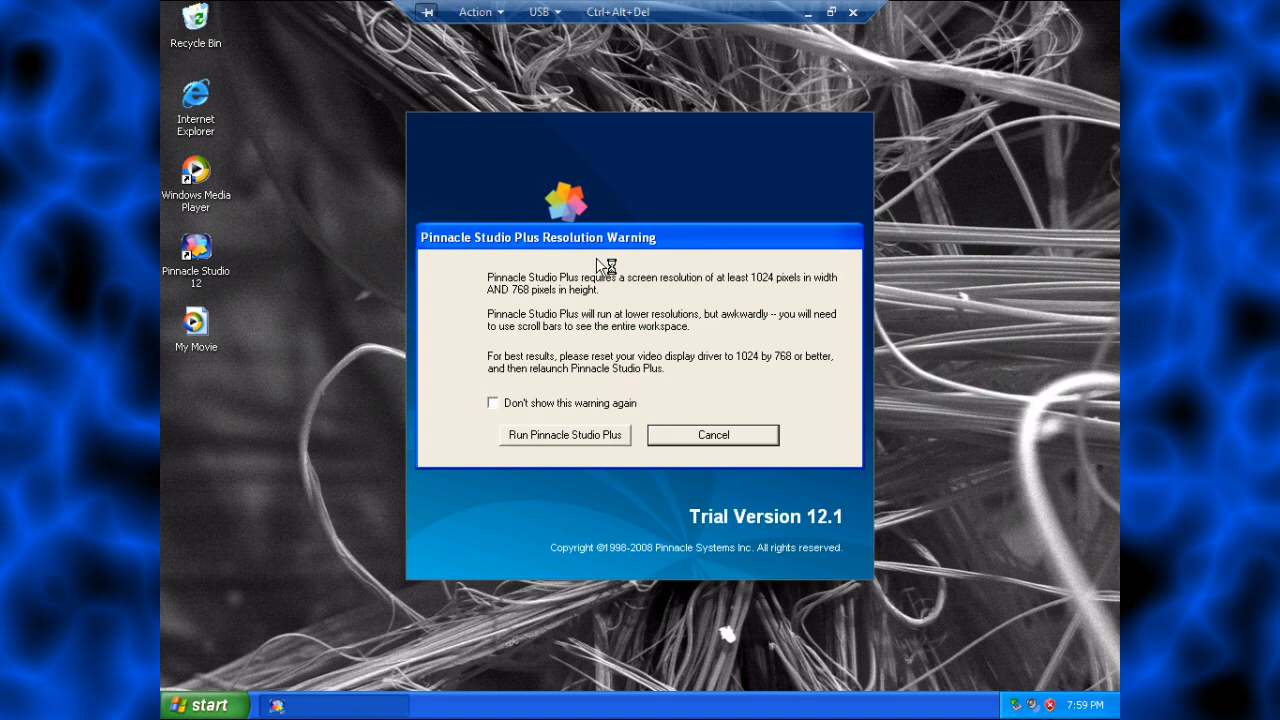 Action
USB
Ctrl+Alt+Del
Recycle Bin
Internet
Explorer
Windows Media
Player
Pinnacle Studio
12
My Movie
Pinnacle Studio Plus Resolution Warning
Pinnacle Studio Plus requires a screen resolution of at least 1024 pixels in width
AND 768 pixels in height.
Pinnacle Studio Plus will run at lower resolutions, but awkwardly -- you will need
to use scroll bars to see the entire workspace.
For best results, please reset your video display driver to 1024 by 768 or better,
and then relaunch Pinnacle Studio Plus.
Don't show this warning again
Run Pinnacle Studio Plus
Cancel
Trial Version 12.1
Copyright ©1998-2008 Pinnacle Systems Inc. All rights reserved.
start
7:59 PM